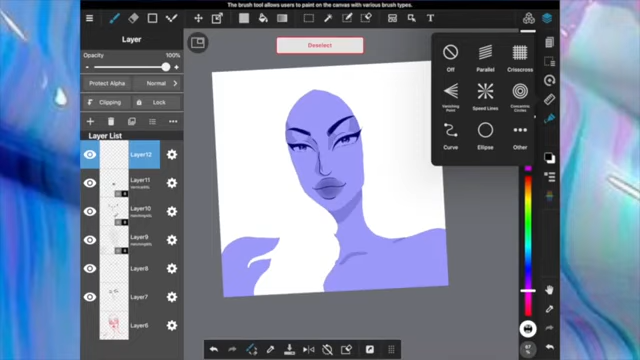 The brush tool allows users to paint on the canvas with various brush types.
Layer
Deselect
Opacity 100%
Protect Alpha Normal
Clipping Lock
Layer List
Layer12
Layer11
Layer10
Layer9
Layer8
Layer7
Layer6
Off Parallel Crisscross
Vanishing Point Speed Lines Concentric Circles
Curve Ellipse Other